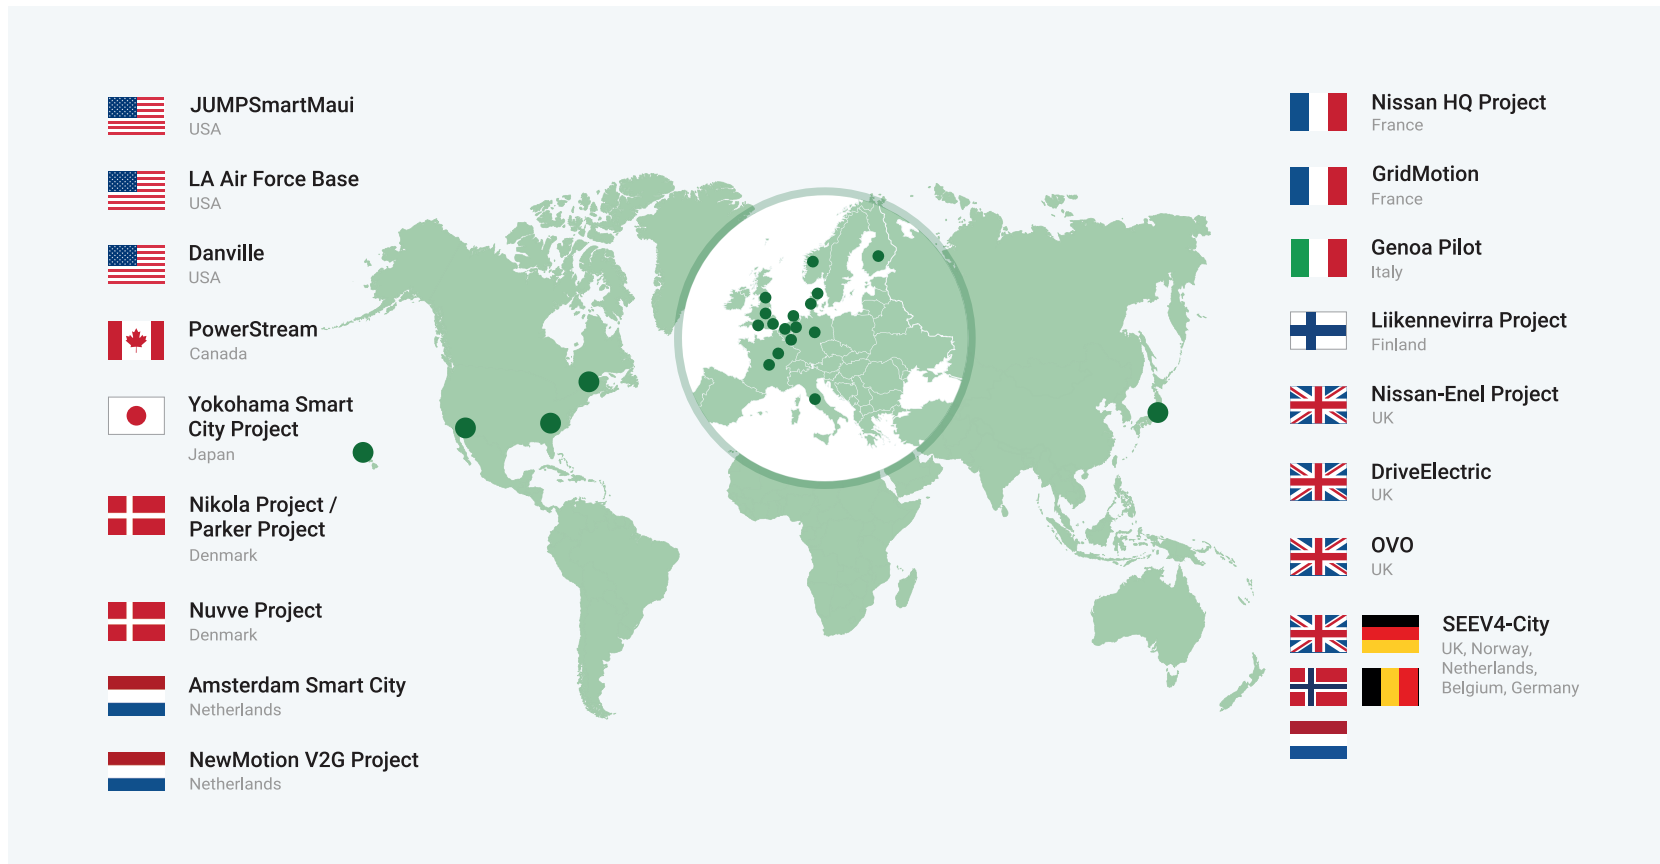 JUMPSmartMaui
USA
LA Air Force Base
USA
Danville
USA
PowerStream
Canada
Yokohama Smart
City Project
Japan
Nikola Project /
Parker Project
Denmark
Nuvve Project
Denmark
Amsterdam Smart City
Netherlands
NewMotion V2G Project
Netherlands
Nissan HQ Project
France
GridMotion
France
Genoa Pilot
Italy
Liikennevirra Project
Finland
Nissan-Enel Project
UK
DriveElectric
UK
OVO
UK
SEEV4-City
UK, Norway,
Netherlands,
Belgium, Germany